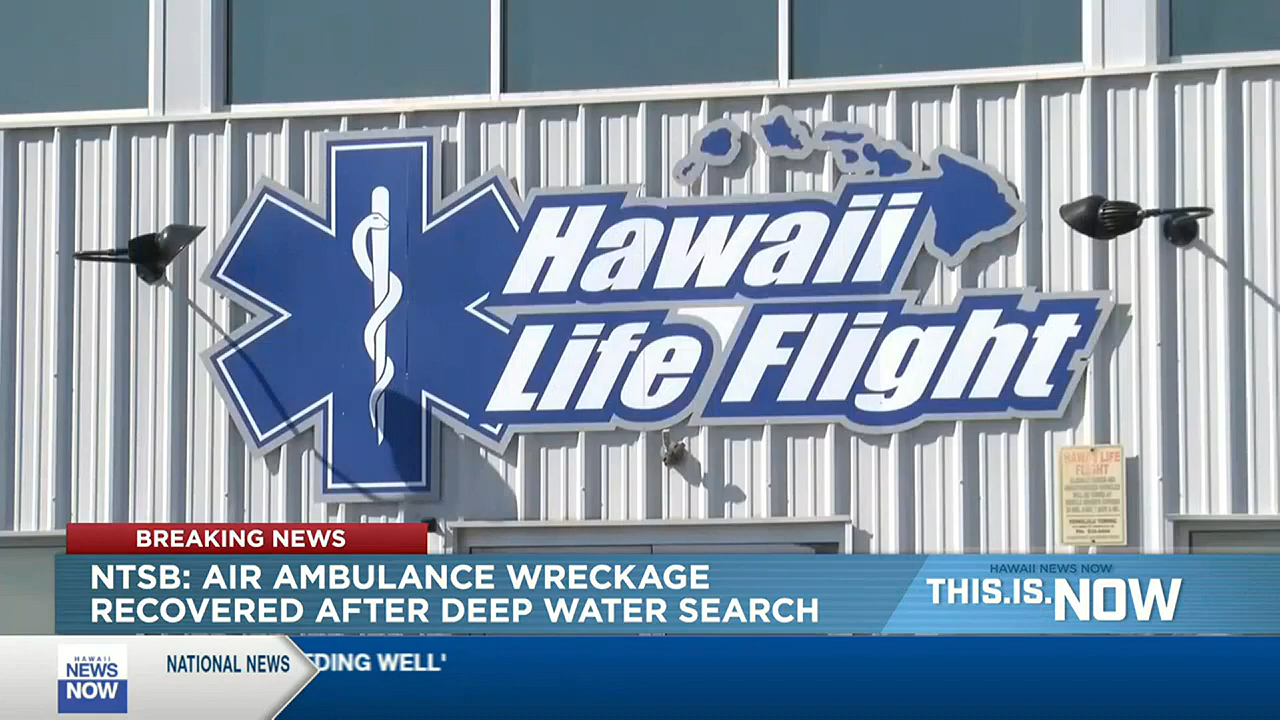 Hawaii
Life Flight
HAWAII LIFE
FLIGHT
BREAKING NEWS
NTSB: AIR AMBULANCE WRECKAGE
RECOVERED AFTER DEEP WATER SEARCH
HAWAII NEWS NOW
THIS.IS.NOW
HAWAII
NEWS
NOW
NATIONAL NEWS
WELL'